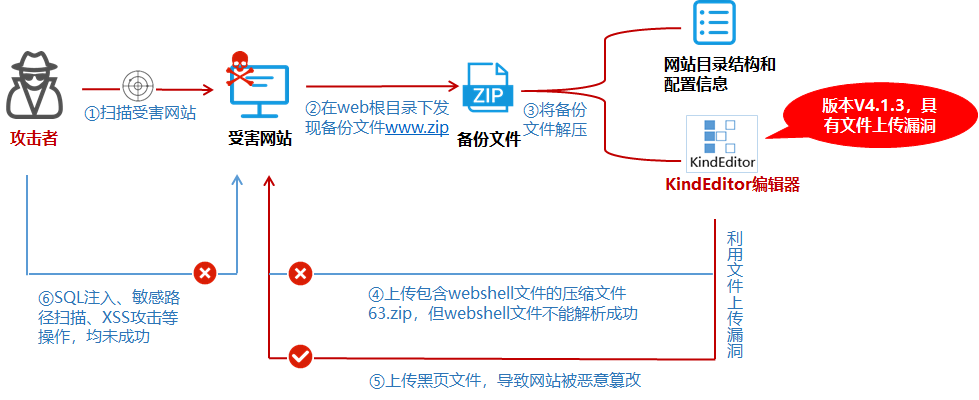 攻击者
①扫描受害网站
受害网站
②在web根目录下发
现备份文件www.zip
ZIP
备份文件
③将备份
文件解压
网站目录结构和
配置信息
版本V4.1.3，具
有文件上传漏洞
KindEditor
KindEditor编辑器
利用文件上传漏洞
④上传包含webshell文件的压缩文件
63.zip，但webshell文件不能解析成功
⑤上传黑页文件，导致网站被恶意篡改
⑥SQL注入、敏感路
径扫描、XSS攻击等
操作，均未成功